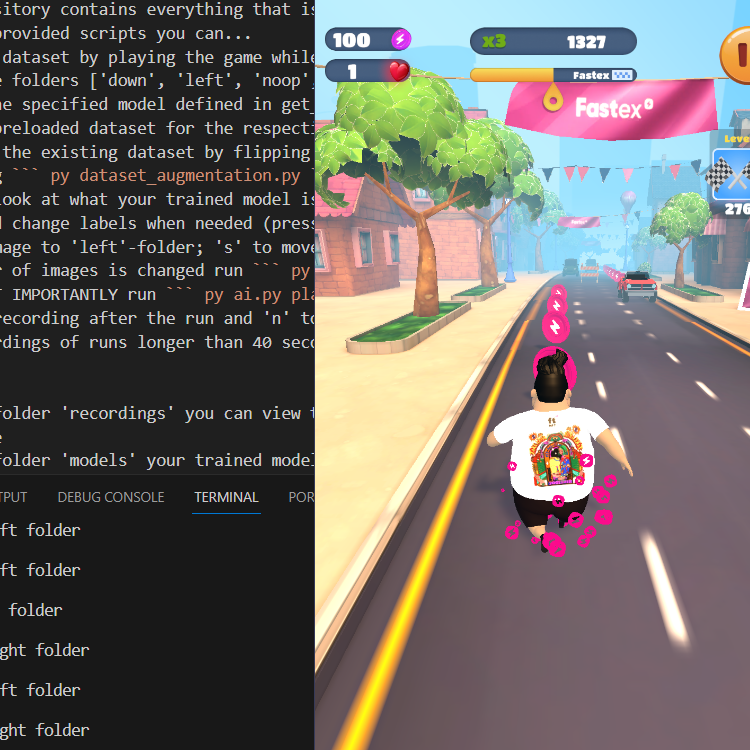 sitory contains everything that is
provided scripts you can...
dataset by playing the game while
e folders ['down', 'left', 'noop',
he specified model defined in get
preloaded dataset for the respecti
the existing dataset by flipping
g ``` py dataset_augmentation.py
look at what your trained model is
d change labels when needed (press
mage to 'left'-folder; 's' to move
r of images is changed run ``` py
T IMPORTANTLY run ``` py ai.py pla
recording after the run and 'n' to
rdings of runs longer than 40 seco
folder 'recordings' you can view t
e
folder 'models' your trained model
TPUT DEBUG CONSOLE TERMINAL POR
ft folder
ft folder
folder
ght folder
ft folder
ght folder
100
1
x3 1327
Fastex
Fastex
Leve
276